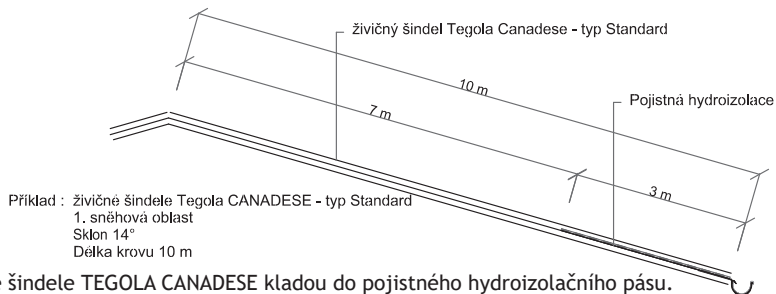 živičný šindel Tegola Canadese - typ Standard
10 m
Pojistná hydroizolace
7 m
3 m
Příklad : živičné šindele Tegola CANADESE - typ Standard
1. sněhová oblast
Sklon 14°
Délka krovu 10 m
šindele TEGOLA CANADESE kladou do pojistného hydroizolačního pásu.